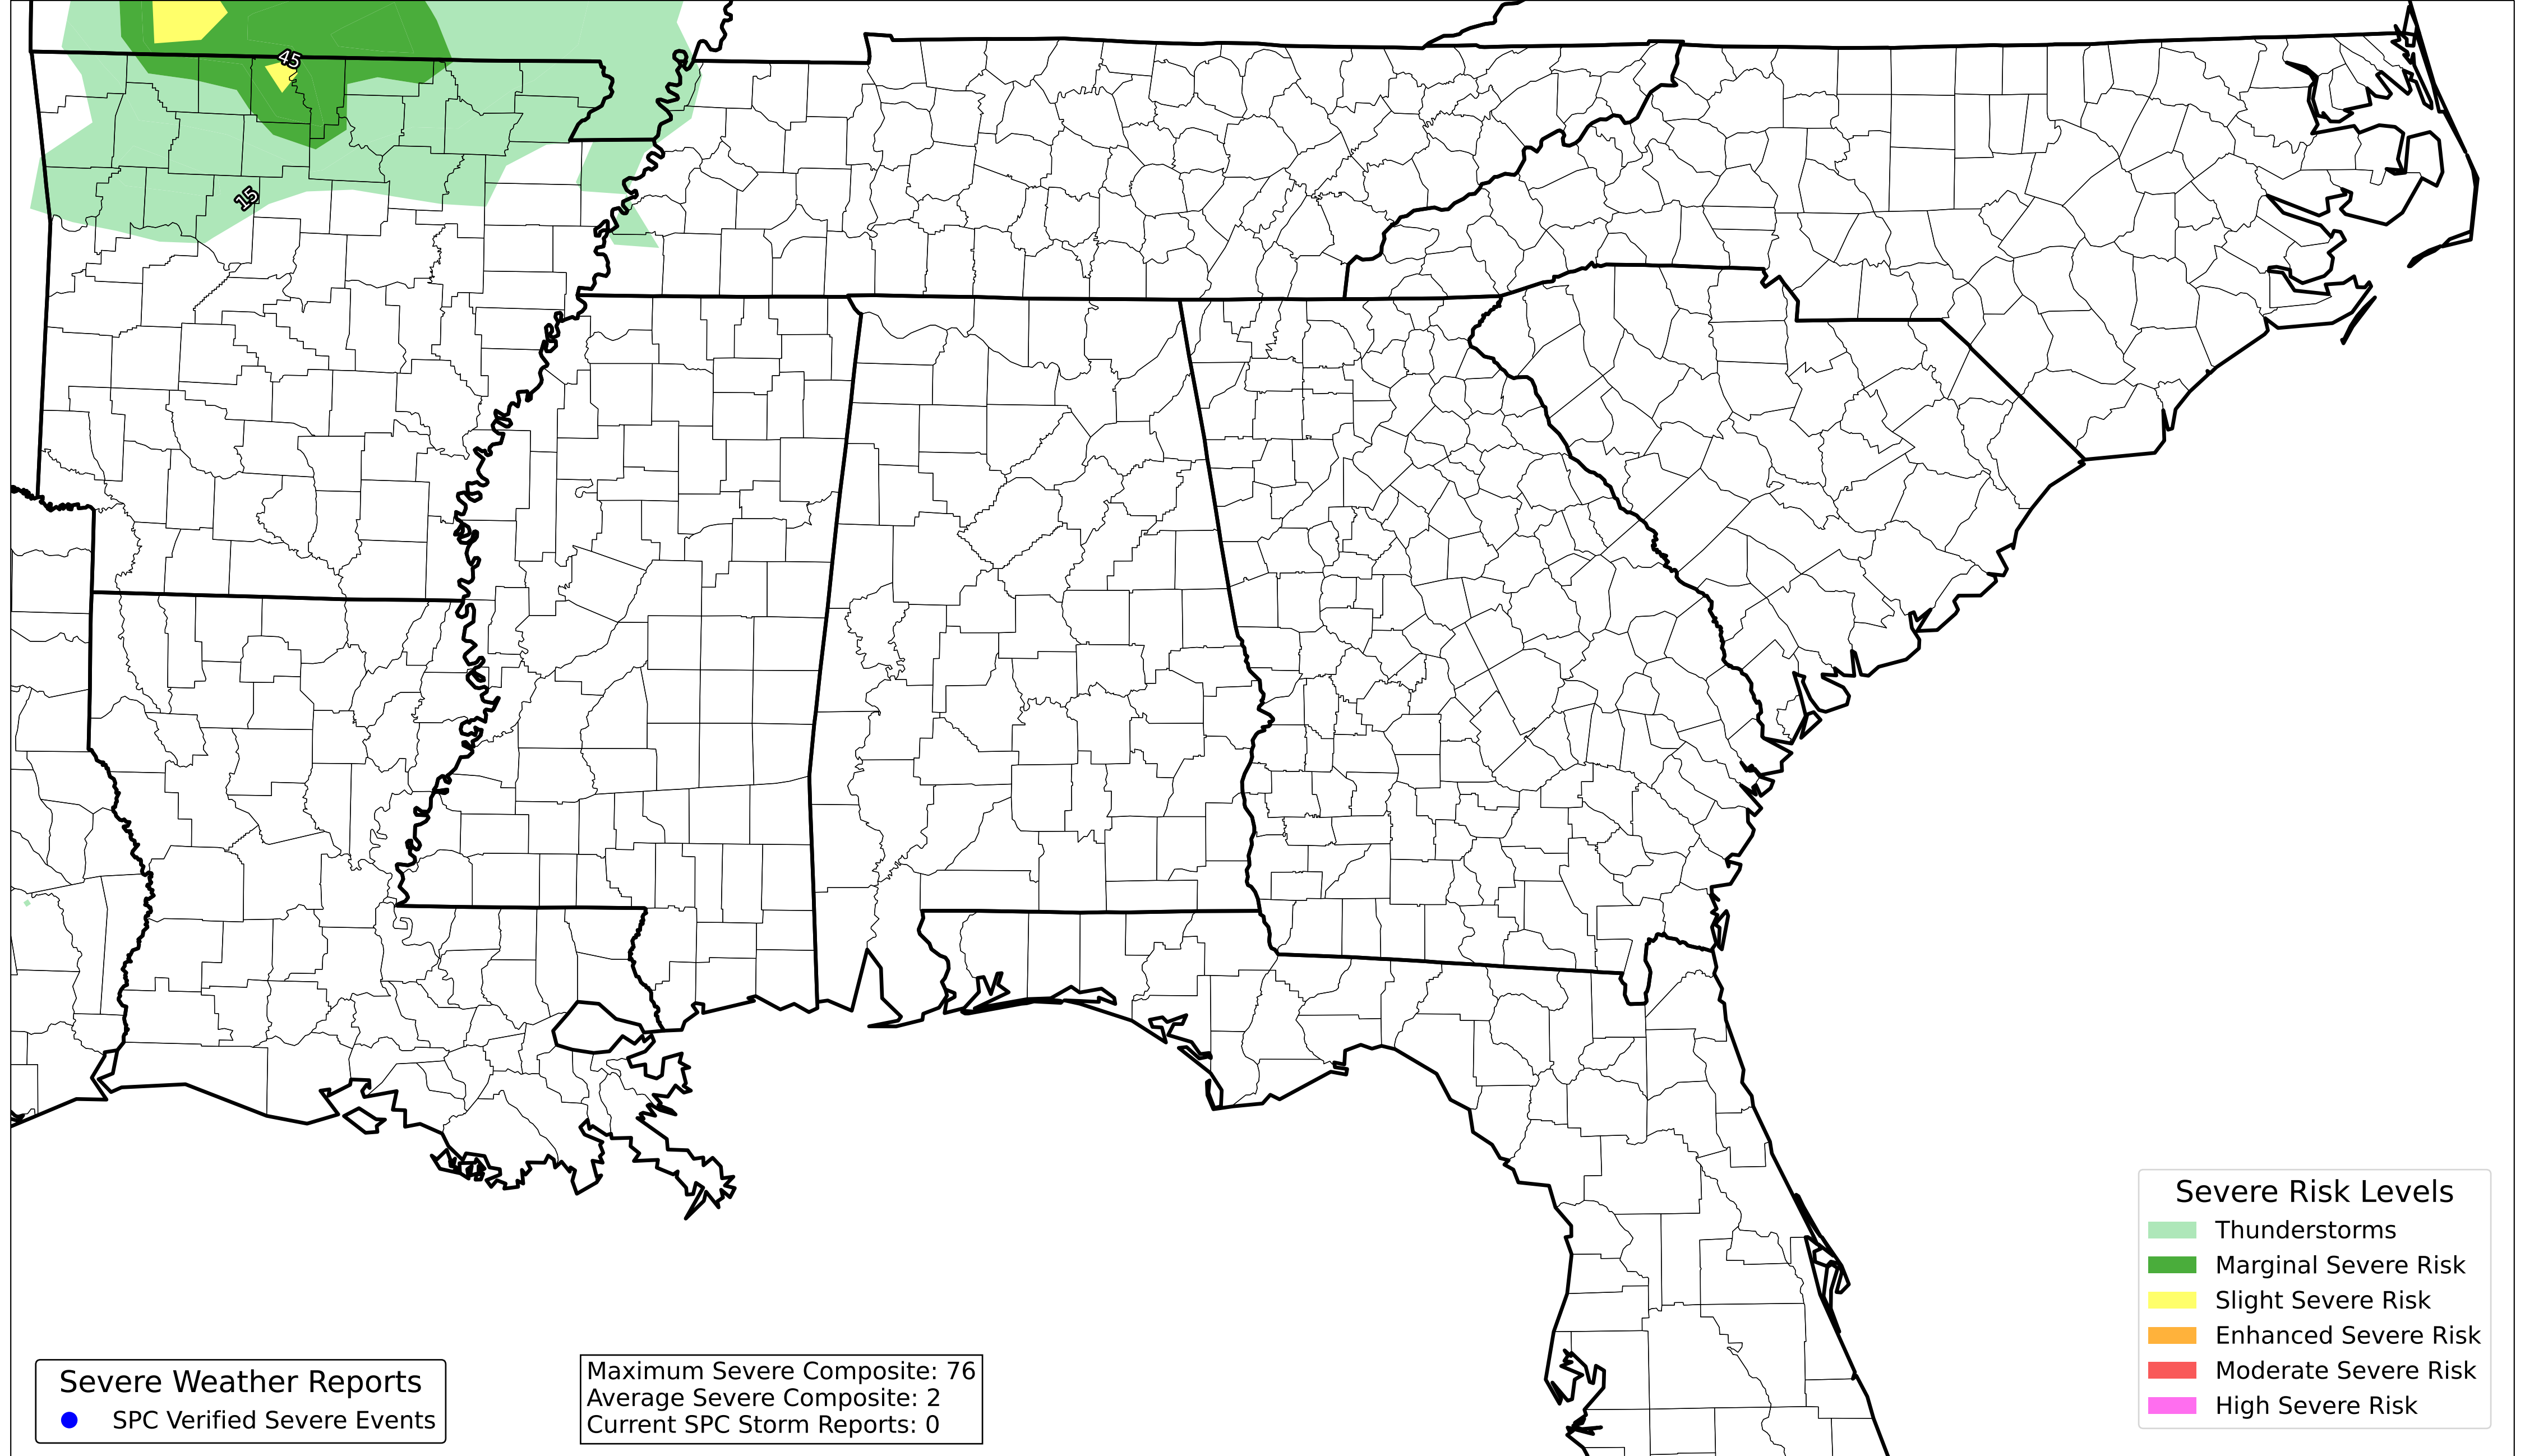 45
15
Severe Risk Levels
Thunderstorms
Marginal Severe Risk
Slight Severe Risk
Enhanced Severe Risk
Moderate Severe Risk
High Severe Risk
Severe Weather Reports
SPC Verified Severe Events
Maximum Severe Composite: 76
Average Severe Composite: 2
Current SPC Storm Reports: 0